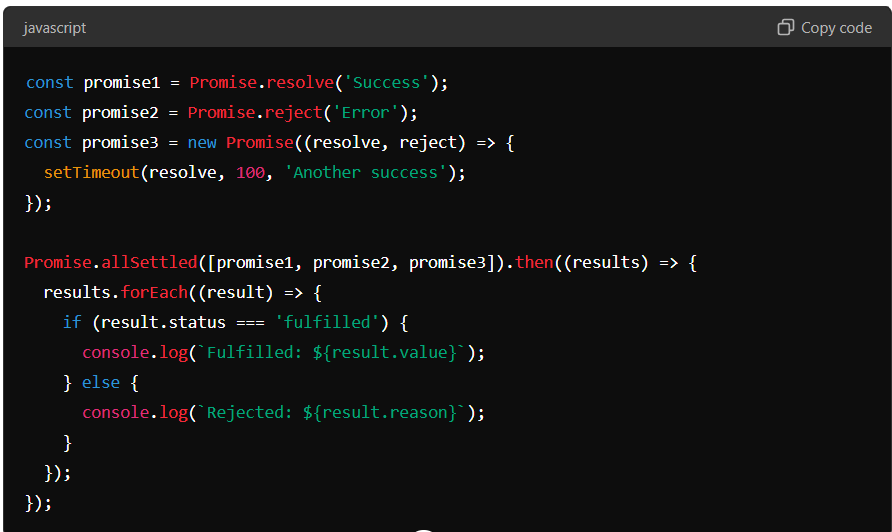 javascript
Copy code
const promise1 = Promise.resolve('Success');
const promise2 = Promise.reject('Error');
const promise3 = new Promise((resolve, reject) => {
  setTimeout(resolve, 100, 'Another success');
});

Promise.allSettled([promise1, promise2, promise3]).then((results) => {
  results.forEach((result) => {
    if (result.status === 'fulfilled') {
      console.log(`Fulfilled: ${result.value}`);
    } else {
      console.log(`Rejected: ${result.reason}`);
    }
  });
});